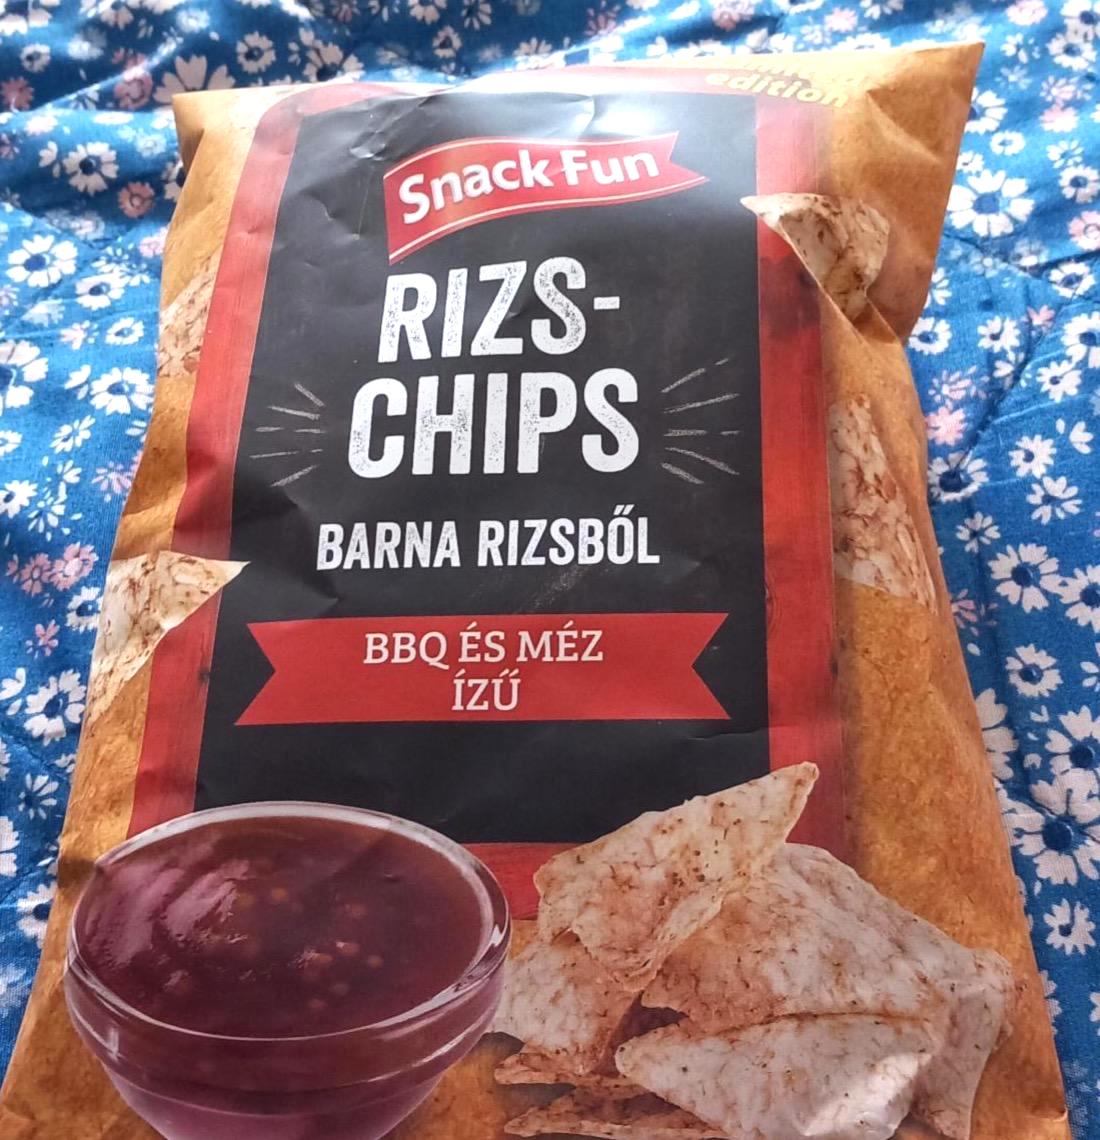 edition
Snack Fun
RIZS-
CHIPS
BARNA RIZSBŐL
BBQ ÉS MÉZ
ÍZŰ